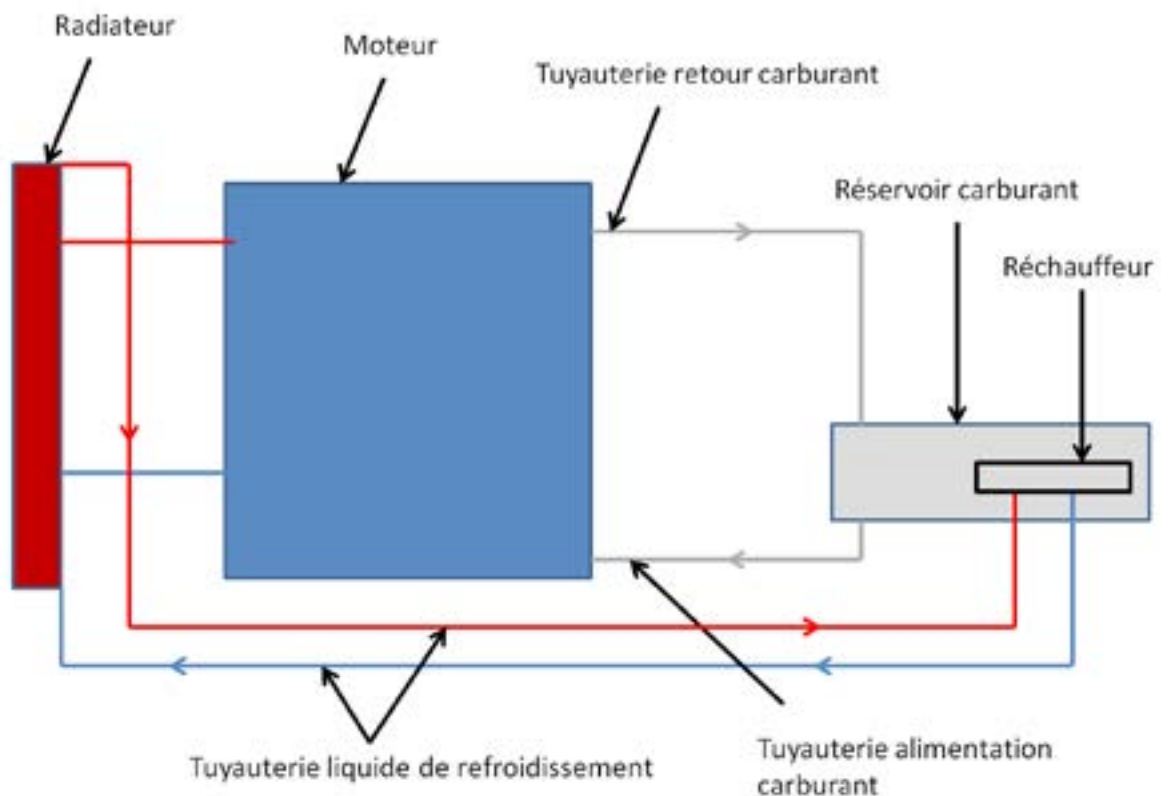 Radiateur
Moteur
Tuyauterie retour carburant
Réservoir carburant
Réchauffeur
Tuyauterie liquide de refroidissement
Tuyauterie alimentation
carburant